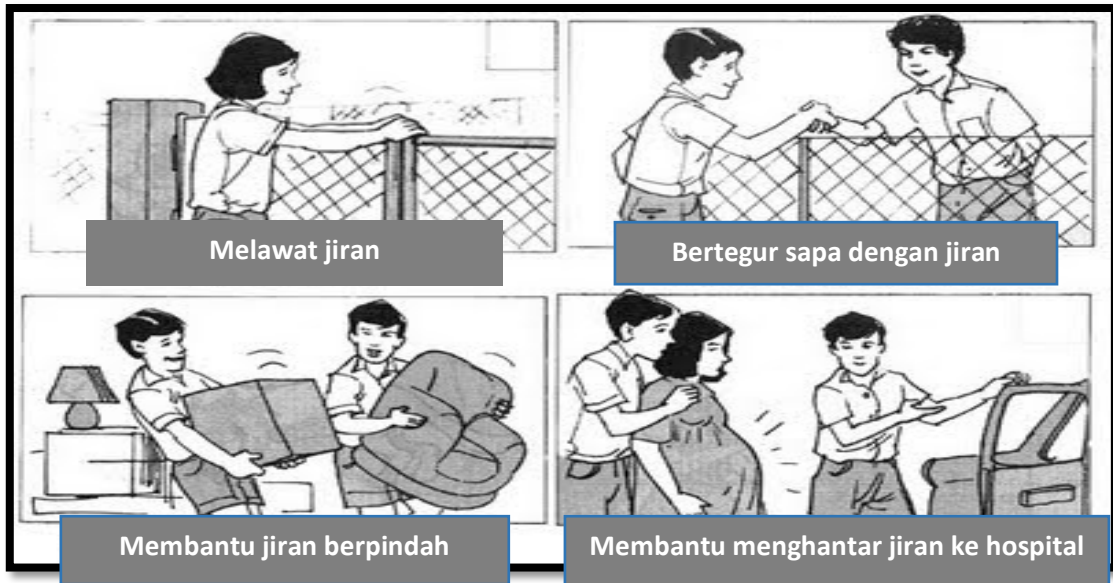 Melawat jiran
Bertegur sapa dengan jiran
Membantu jiran berpindah
Membantu menghantar jiran ke hospital